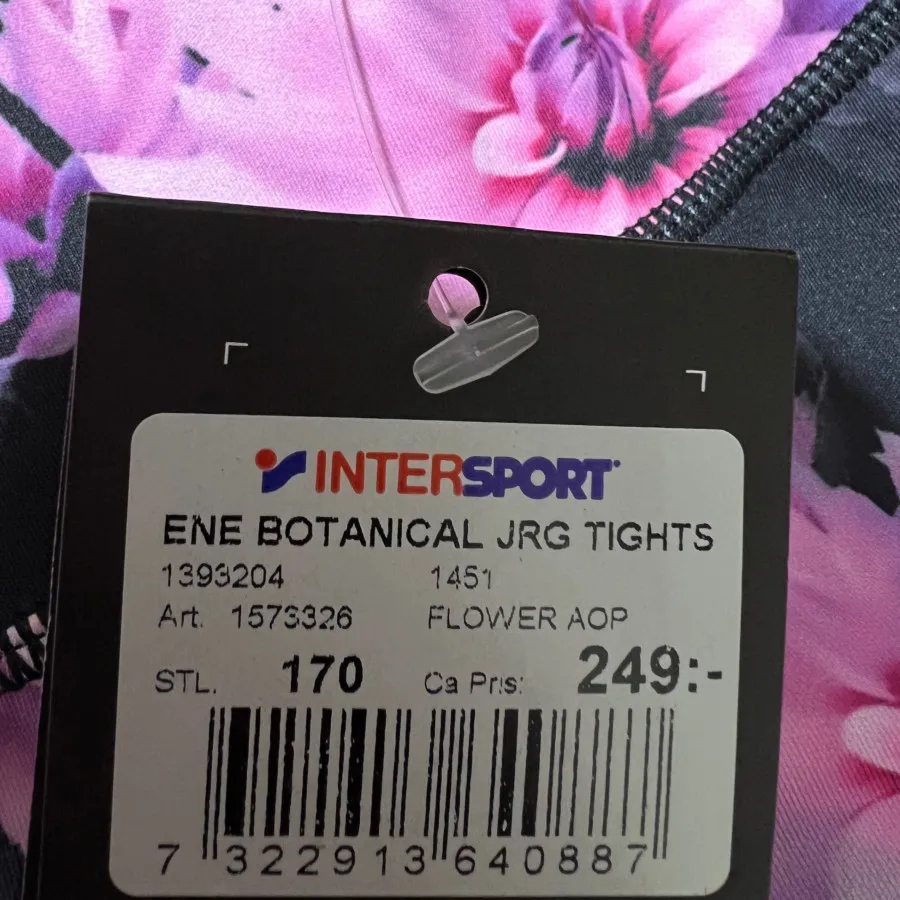 INTERSPORT
ENE BOTANICAL JRG TIGHTS
1393204 1451
Art. 1573326 FLOWER AOP
STL. 170 Ca Pris: 249:-
7 322913 640887